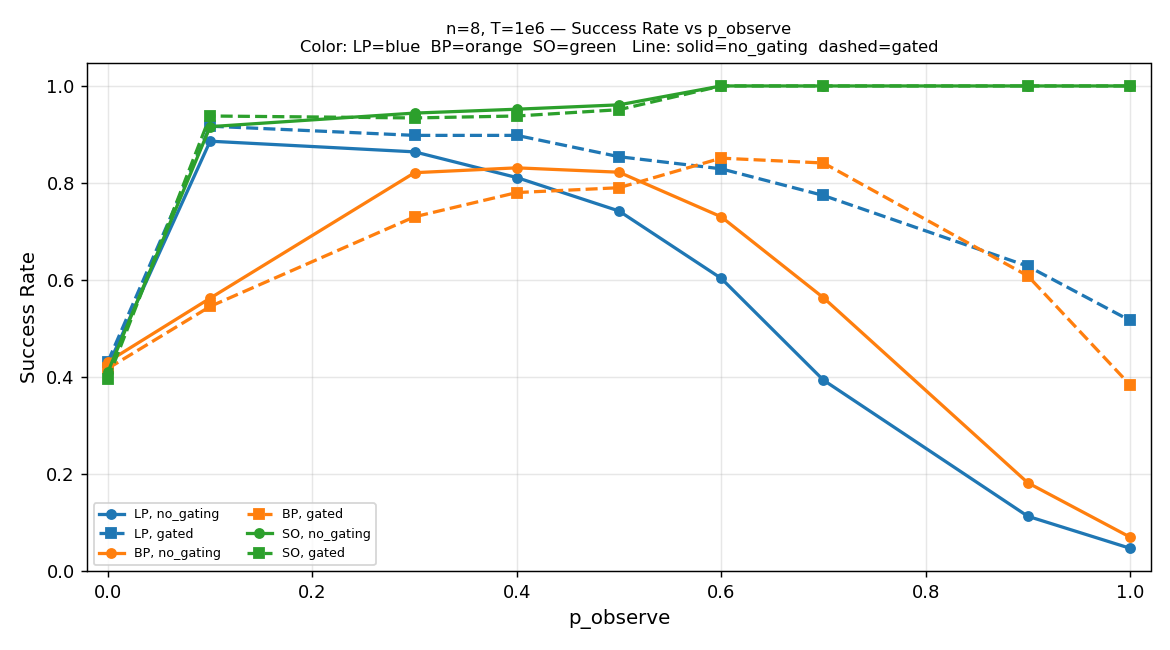 n=8, T=1e6 — Success Rate vs p_observe
Color: LP=blue  BP=orange  SO=green   Line: solid=no_gating  dashed=gated
Success Rate
1.0
0.8
0.6
0.4
0.2
0.0
LP, no_gating
LP, gated
BP, no_gating
BP, gated
SO, no_gating
SO, gated
0.0
0.2
0.4
0.6
0.8
1.0
p_observe